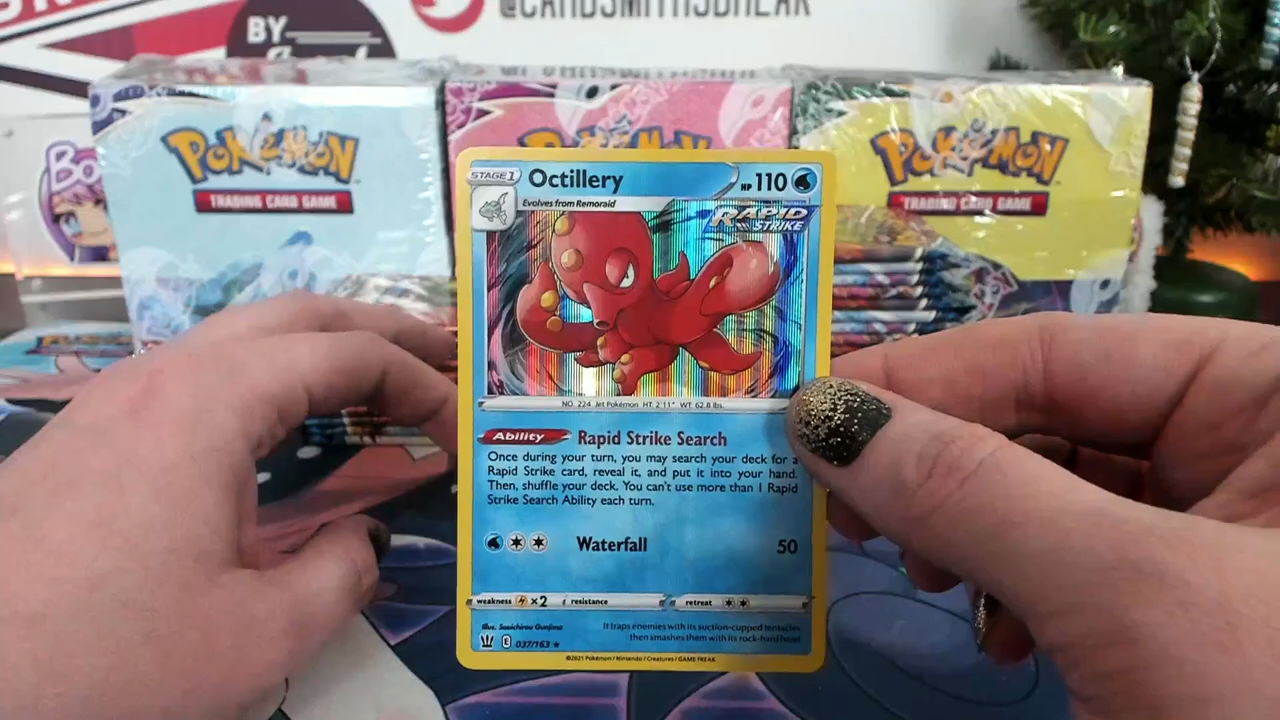 @CARDSMITHSBREAK
BY
Bo
POKéMON
TRADING CARD GAME
POKéMON
POKéMON
TRADING CARD GAME
STAGE 1
Octillery
HP 110
Evolves from Remoraid
RAPID
STRIKE
NO. 224 Jet Pokémon HT: 2'11" WT: 62.8 lbs.
Ability Rapid Strike Search
Once during your turn, you may search your deck for a
Rapid Strike card, reveal it, and put it into your hand.
Then, shuffle your deck. You can't use more than 1 Rapid
Strike Search Ability each turn.
Waterfall 50
weakness ×2 resistance retreat
Illus. Souichirou Gunjima
It traps enemies with its suction-cupped tentacles,
then smashes them with its rock-hard head.
E 037/163 ★
©2021 Pokémon / Nintendo / Creatures / GAME FREAK